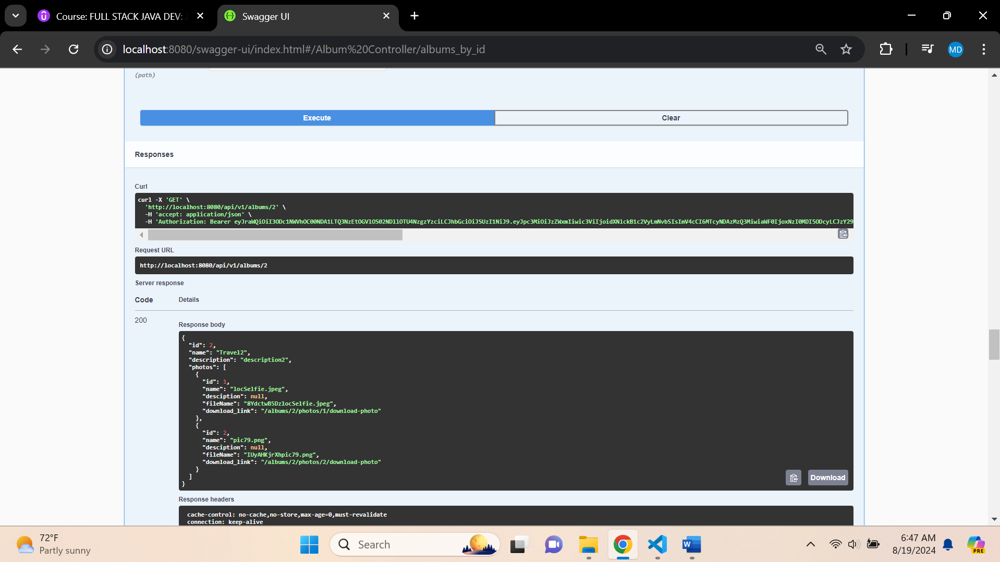 Course: FULL STACK JAVA DEV:
Swagger UI
localhost:8080/swagger-ui/index.html#/Album%20Controller/albums_by_id
MD
(path)
Execute
Clear
Responses
Curl
curl -X 'GET' \
'http://localhost:8080/api/v1/albums/2' \
-H 'accept: application/json' \
-H 'Authorization: Bearer
Request URL
http://localhost:8080/api/v1/albums/2
Server response
Code
Details
200
Response body
{
"id": 2,
"name": "Travel2",
"description": "description2",
"photos": [
{
"id": 1,
"name": "locSelfie.jpeg",
"desciption": null,
"fileName": "8YdctwB5DzlocSelfie.jpeg",
"download_link": "/albums/2/photos/1/download-photo"
},
{
"id": 2,
"name": "pic79.png",
"desciption": null,
"fileName": "IUyAHKjrXhpic79.png",
"download_link": "/albums/2/photos/2/download-photo"
}
]
}
Download
Response headers
cache-control: no-cache,no-store,max-age=0,must-revalidate
connection: keep-alive
72°F
Partly sunny
Search
6:47 AM
8/19/2024
PRE